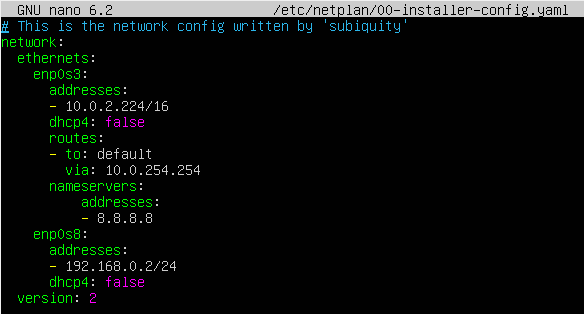 GNU nano 6.2 /etc/netplan/00-installer-config.yaml
# This is the network config written by 'subiquity'
network:
  ethernets:
    enp0s3:
      addresses:
      - 10.0.2.224/16
      dhcp4: false
      routes:
      - to: default
        via: 10.0.254.254
      nameservers:
          addresses:
          - 8.8.8.8
    enp0s8:
      addresses:
      - 192.168.0.2/24
      dhcp4: false
  version: 2